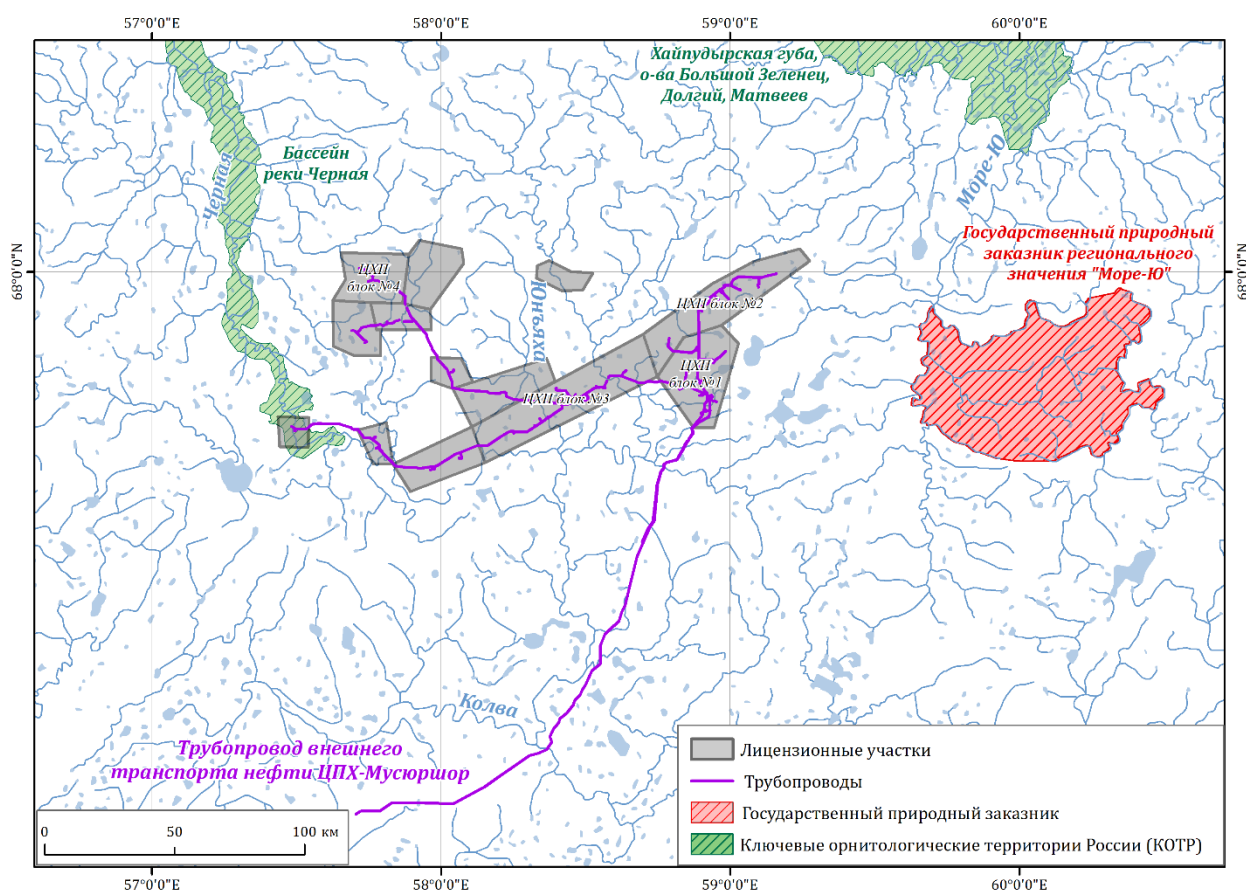 57°0'0"E
58°0'0"E
59°0'0"E
60°0'0"E
Хайпудырская губа,
о-ва Большой Зеленец,
Долгий, Матвеев
Бассейн
реки Черная
Черная
Море-Ю
Государственный природный
заказник регионального
значения "Море-Ю"
68°0'0"N
68°0'0"N
ЦХП
блок №4
Юнъяха
ЦХП блок №2
ЦХП
блок №1
ЦХП блок №3
Колва
Трубопровод внешнего
транспорта нефти ЦПХ-Мусюршор
Лицензионные участки
Трубопроводы
Государственный природный заказник
Ключевые орнитологические территории России (КОТР)
0
50
100 км
57°0'0"E
58°0'0"E
59°0'0"E
60°0'0"E